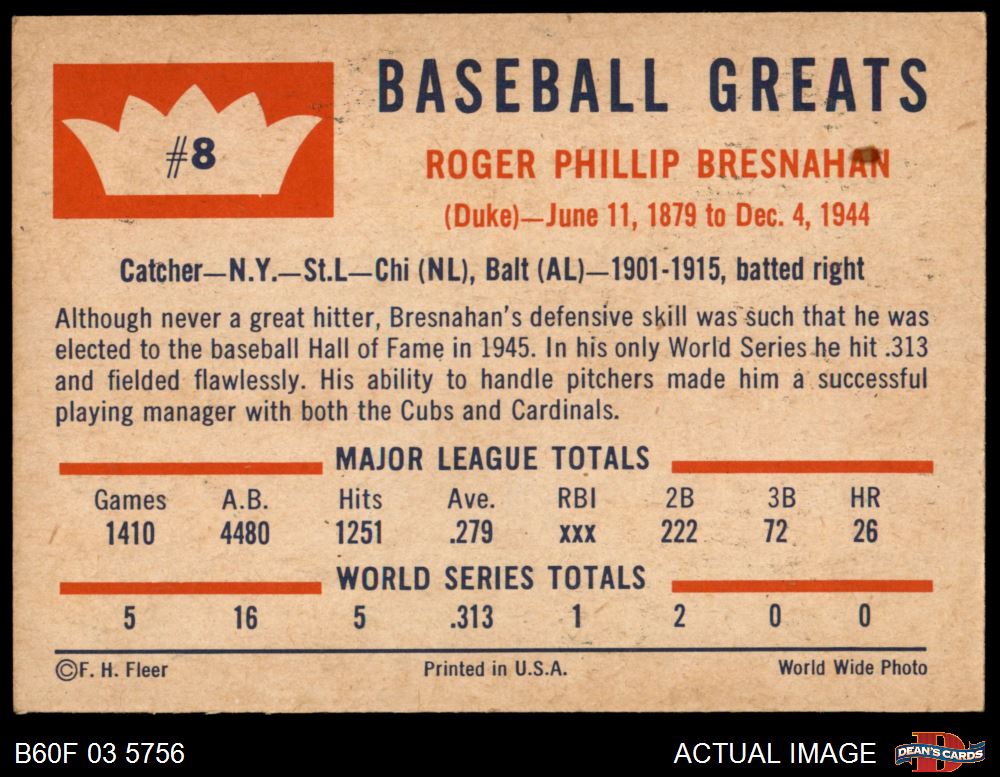 #8
BASEBALL GREATS
ROGER PHILLIP BRESNAHAN
(Duke)—June 11, 1879 to Dec. 4, 1944
Catcher—N.Y.—St.L—Chi (NL), Balt (AL)—1901-1915, batted right
Although never a great hitter, Bresnahan's defensive skill was such that he was
elected to the baseball Hall of Fame in 1945. In his only World Series he hit .313
and fielded flawlessly. His ability to handle pitchers made him a successful
playing manager with both the Cubs and Cardinals.
MAJOR LEAGUE TOTALS
Games A.B. Hits Ave. RBI 2B 3B HR
1410 4480 1251 .279 xxx 222 72 26
WORLD SERIES TOTALS
5 16 5 .313 1 2 0 0
©F. H. Fleer Printed in U.S.A. World Wide Photo
B60F 03 5756 ACTUAL IMAGE DEAN'S CARDS